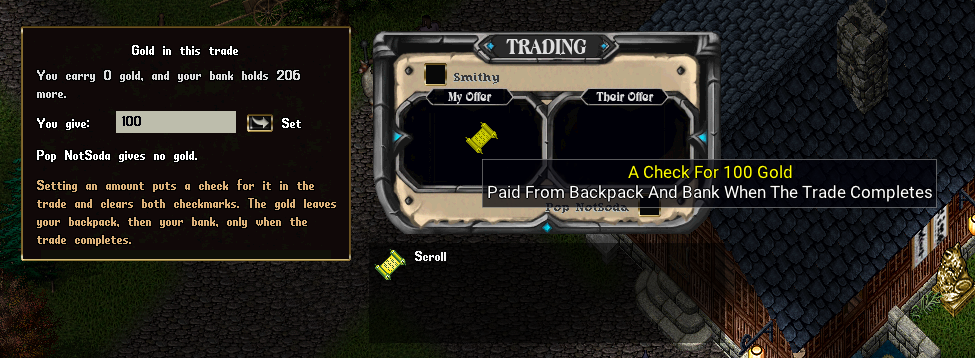 Gold in this trade
You carry 0 gold, and your bank holds 206
more.
You give:
100
Set
Pop NotSoda gives no gold.
Setting an amount puts a check for it in the
trade and clears both checkmarks. The gold leaves
your backpack, then your bank, only when the
trade completes.
TRADING
Smithy
My Offer
Their Offer
A Check For 100 Gold
Paid From Backpack And Bank When The Trade Completes
Pop NotSoda
Scroll